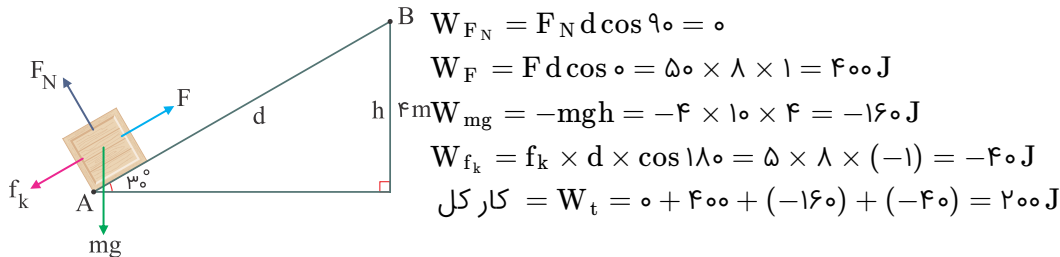 W_{F_N} = F_N d cos ۹۰ = ۰
W_F = F d cos ۰ = ۵۰ × ۸ × ۱ = ۴۰۰ J
W_{mg} = −mgh = −۴ × ۱۰ × ۴ = −۱۶۰ J
W_{f_k} = f_k × d × cos ۱۸۰ = ۵ × ۸ × (−۱) = −۴۰ J
کار کل = W_t = ۰ + ۴۰۰ + (−۱۶۰) + (−۴۰) = ۲۰۰ J
B
F_N
F
d
h
۴m
f_k
A
۳۰°
mg